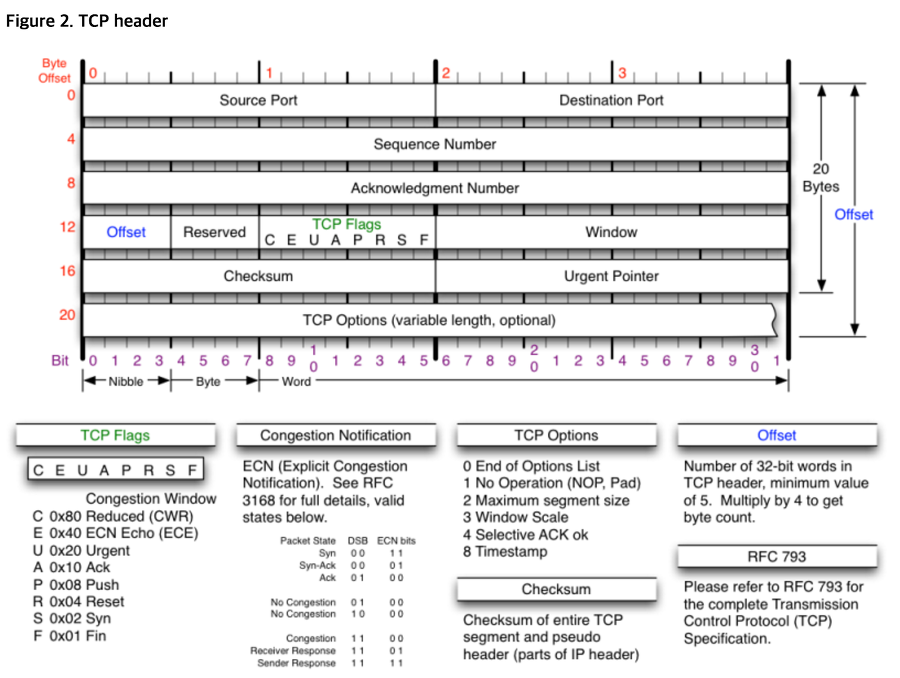 Figure 2. TCP header
Byte
Offset
0 1 2 3
0
Source Port Destination Port
4
Sequence Number
8
Acknowledgment Number
20
Bytes
Offset
12
Offset Reserved TCP Flags
C E U A P R S F
Window
16
Checksum Urgent Pointer
20
TCP Options (variable length, optional)
Bit 0 1 2 3 4 5 6 7 8 9 10 1 2 3 4 5 6 7 8 9 20 1 2 3 4 5 6 7 8 9 30 1
Nibble Byte Word
TCP Flags
C E U A P R S F
Congestion Window
C 0x80 Reduced (CWR)
E 0x40 ECN Echo (ECE)
U 0x20 Urgent
A 0x10 Ack
P 0x08 Push
R 0x04 Reset
S 0x02 Syn
F 0x01 Fin
Congestion Notification
ECN (Explicit Congestion
Notification). See RFC
3168 for full details, valid
states below.
Packet State DSB ECN bits
Syn 0 0 1 1
Syn-Ack 0 0 0 1
Ack 0 1 0 0
No Congestion 0 1 0 0
No Congestion 1 0 0 0
Congestion 1 1 0 0
Receiver Response 1 1 0 1
Sender Response 1 1 1 1
TCP Options
0 End of Options List
1 No Operation (NOP, Pad)
2 Maximum segment size
3 Window Scale
4 Selective ACK ok
8 Timestamp
Checksum
Checksum of entire TCP
segment and pseudo
header (parts of IP header)
Offset
Number of 32-bit words in
TCP header, minimum value
of 5. Multiply by 4 to get
byte count.
RFC 793
Please refer to RFC 793 for
the complete Transmission
Control Protocol (TCP)
Specification.